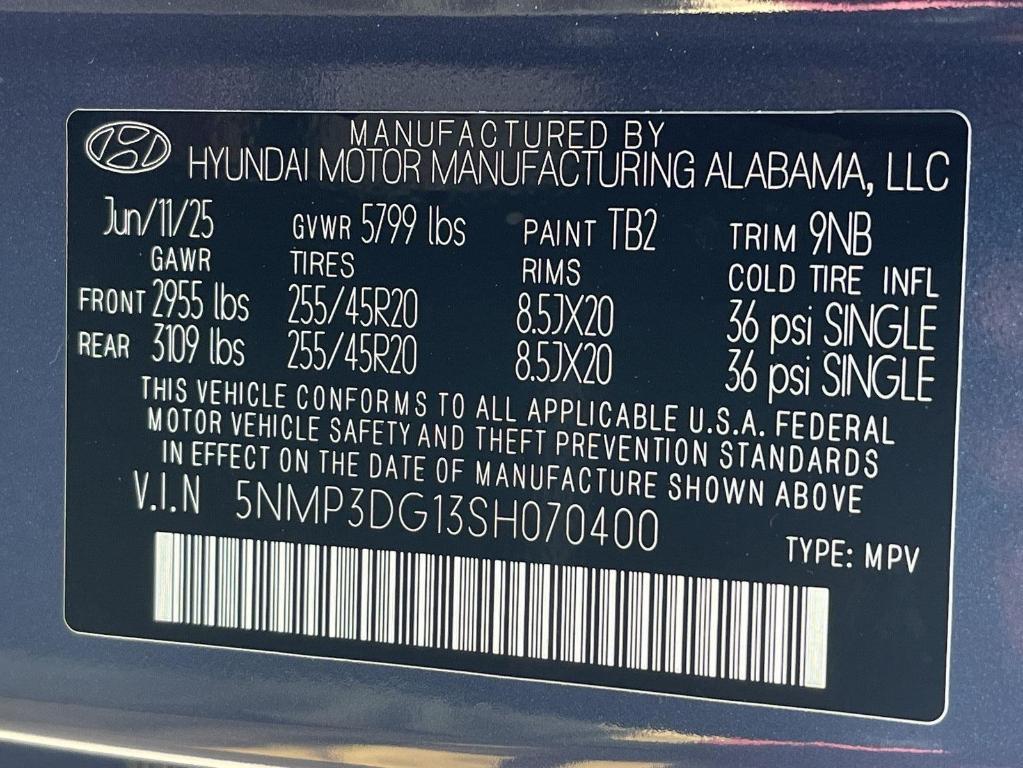 MANUFACTURED BY
HYUNDAI MOTOR MANUFACTURING ALABAMA, LLC
Jun/11/25 GVWR 5799 lbs PAINT TB2 TRIM 9NB
GAWR TIRES RIMS COLD TIRE INFL
FRONT 2955 lbs 255/45R20 8.5JX20 36 psi SINGLE
REAR 3109 lbs 255/45R20 8.5JX20 36 psi SINGLE
THIS VEHICLE CONFORMS TO ALL APPLICABLE U.S.A. FEDERAL
MOTOR VEHICLE SAFETY AND THEFT PREVENTION STANDARDS
IN EFFECT ON THE DATE OF MANUFACTURE SHOWN ABOVE
V.I.N 5NMP3DG13SH070400
TYPE: MPV